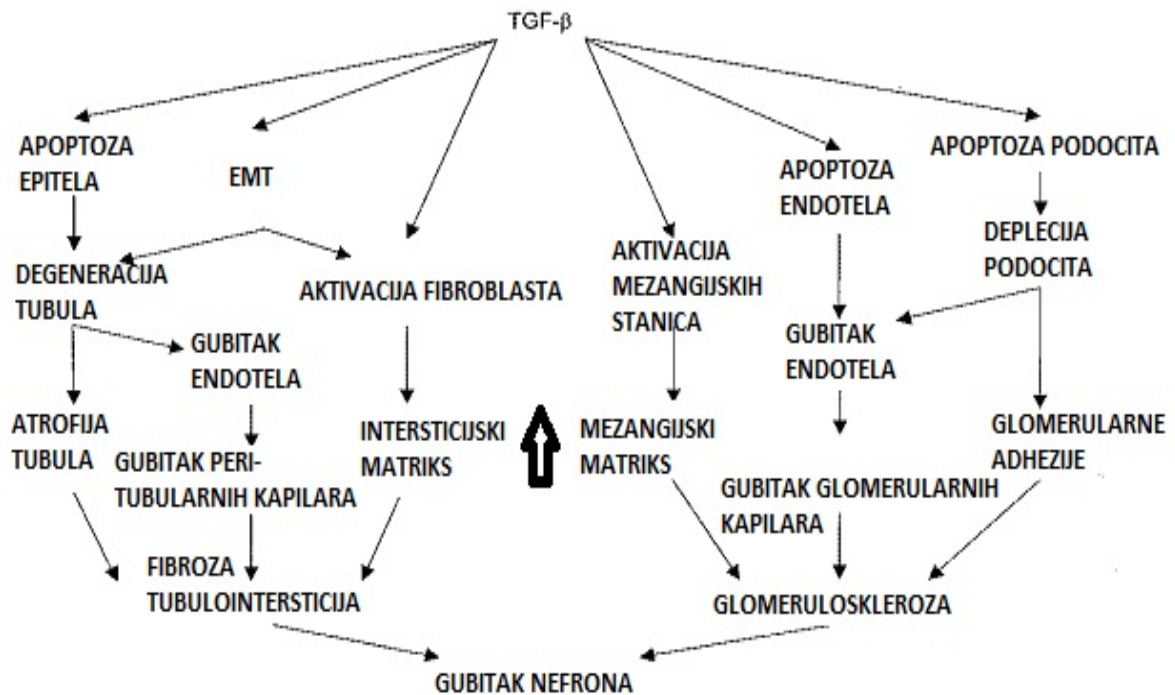 TGF-β
APOPTOZA
EPITELA
EMT
APOPTOZA
ENDOTELA
APOPTOZA PODOCITA
DEGENERACIJA
TUBULA
AKTIVACIJA FIBROBLASTA
AKTIVACIJA
MEZANGIJSKIH
STANICA
DEPLECIJA
PODOCITA
GUBITAK
ENDOTELA
GUBITAK
ENDOTELA
ATROFIJA
TUBULA
GUBITAK PERI-
TUBULARNIH KAPILARA
INTERSTICIJSKI
MATRIKS
MEZANGIJSKI
MATRIKS
GUBITAK GLOMERULARNIH
KAPILARA
GLOMERULARNE
ADHEZIJE
FIBROZA
TUBULOINTERSTICIJA
GLOMERULOSKLEROZA
GUBITAK NEFRONA